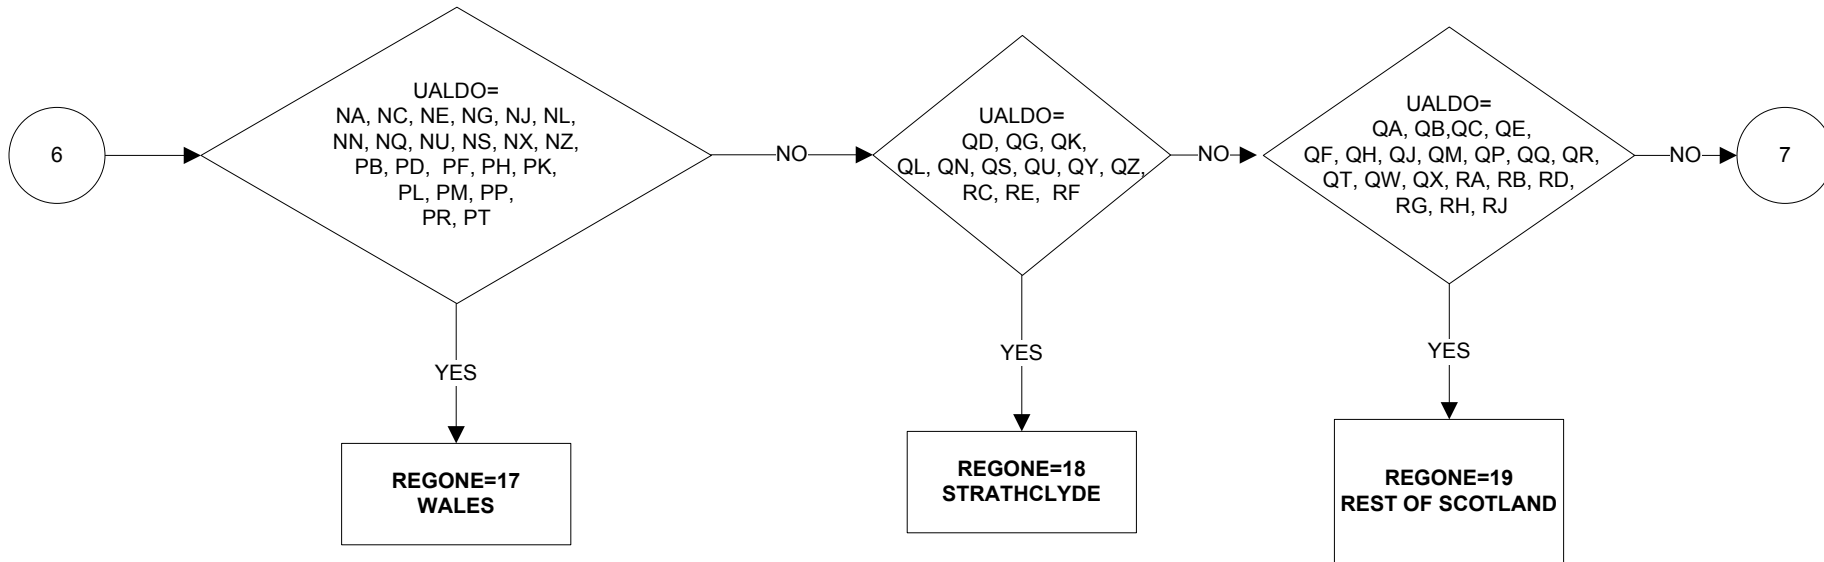 6
UALDO=
NA, NC, NE, NG, NJ, NL,
NN, NQ, NU, NS, NX, NZ,
PB, PD, PF, PH, PK,
PL, PM, PP,
PR, PT
NO
UALDO=
QD, QG, QK,
QL, QN, QS, QU, QY, QZ,
RC, RE, RF
NO
UALDO=
QA, QB,QC, QE,
QF, QH, QJ, QM, QP, QQ, QR,
QT, QW, QX, RA, RB, RD,
RG, RH, RJ
NO
7
YES
YES
YES
REGONE=17
WALES
REGONE=18
STRATHCLYDE
REGONE=19
REST OF SCOTLAND